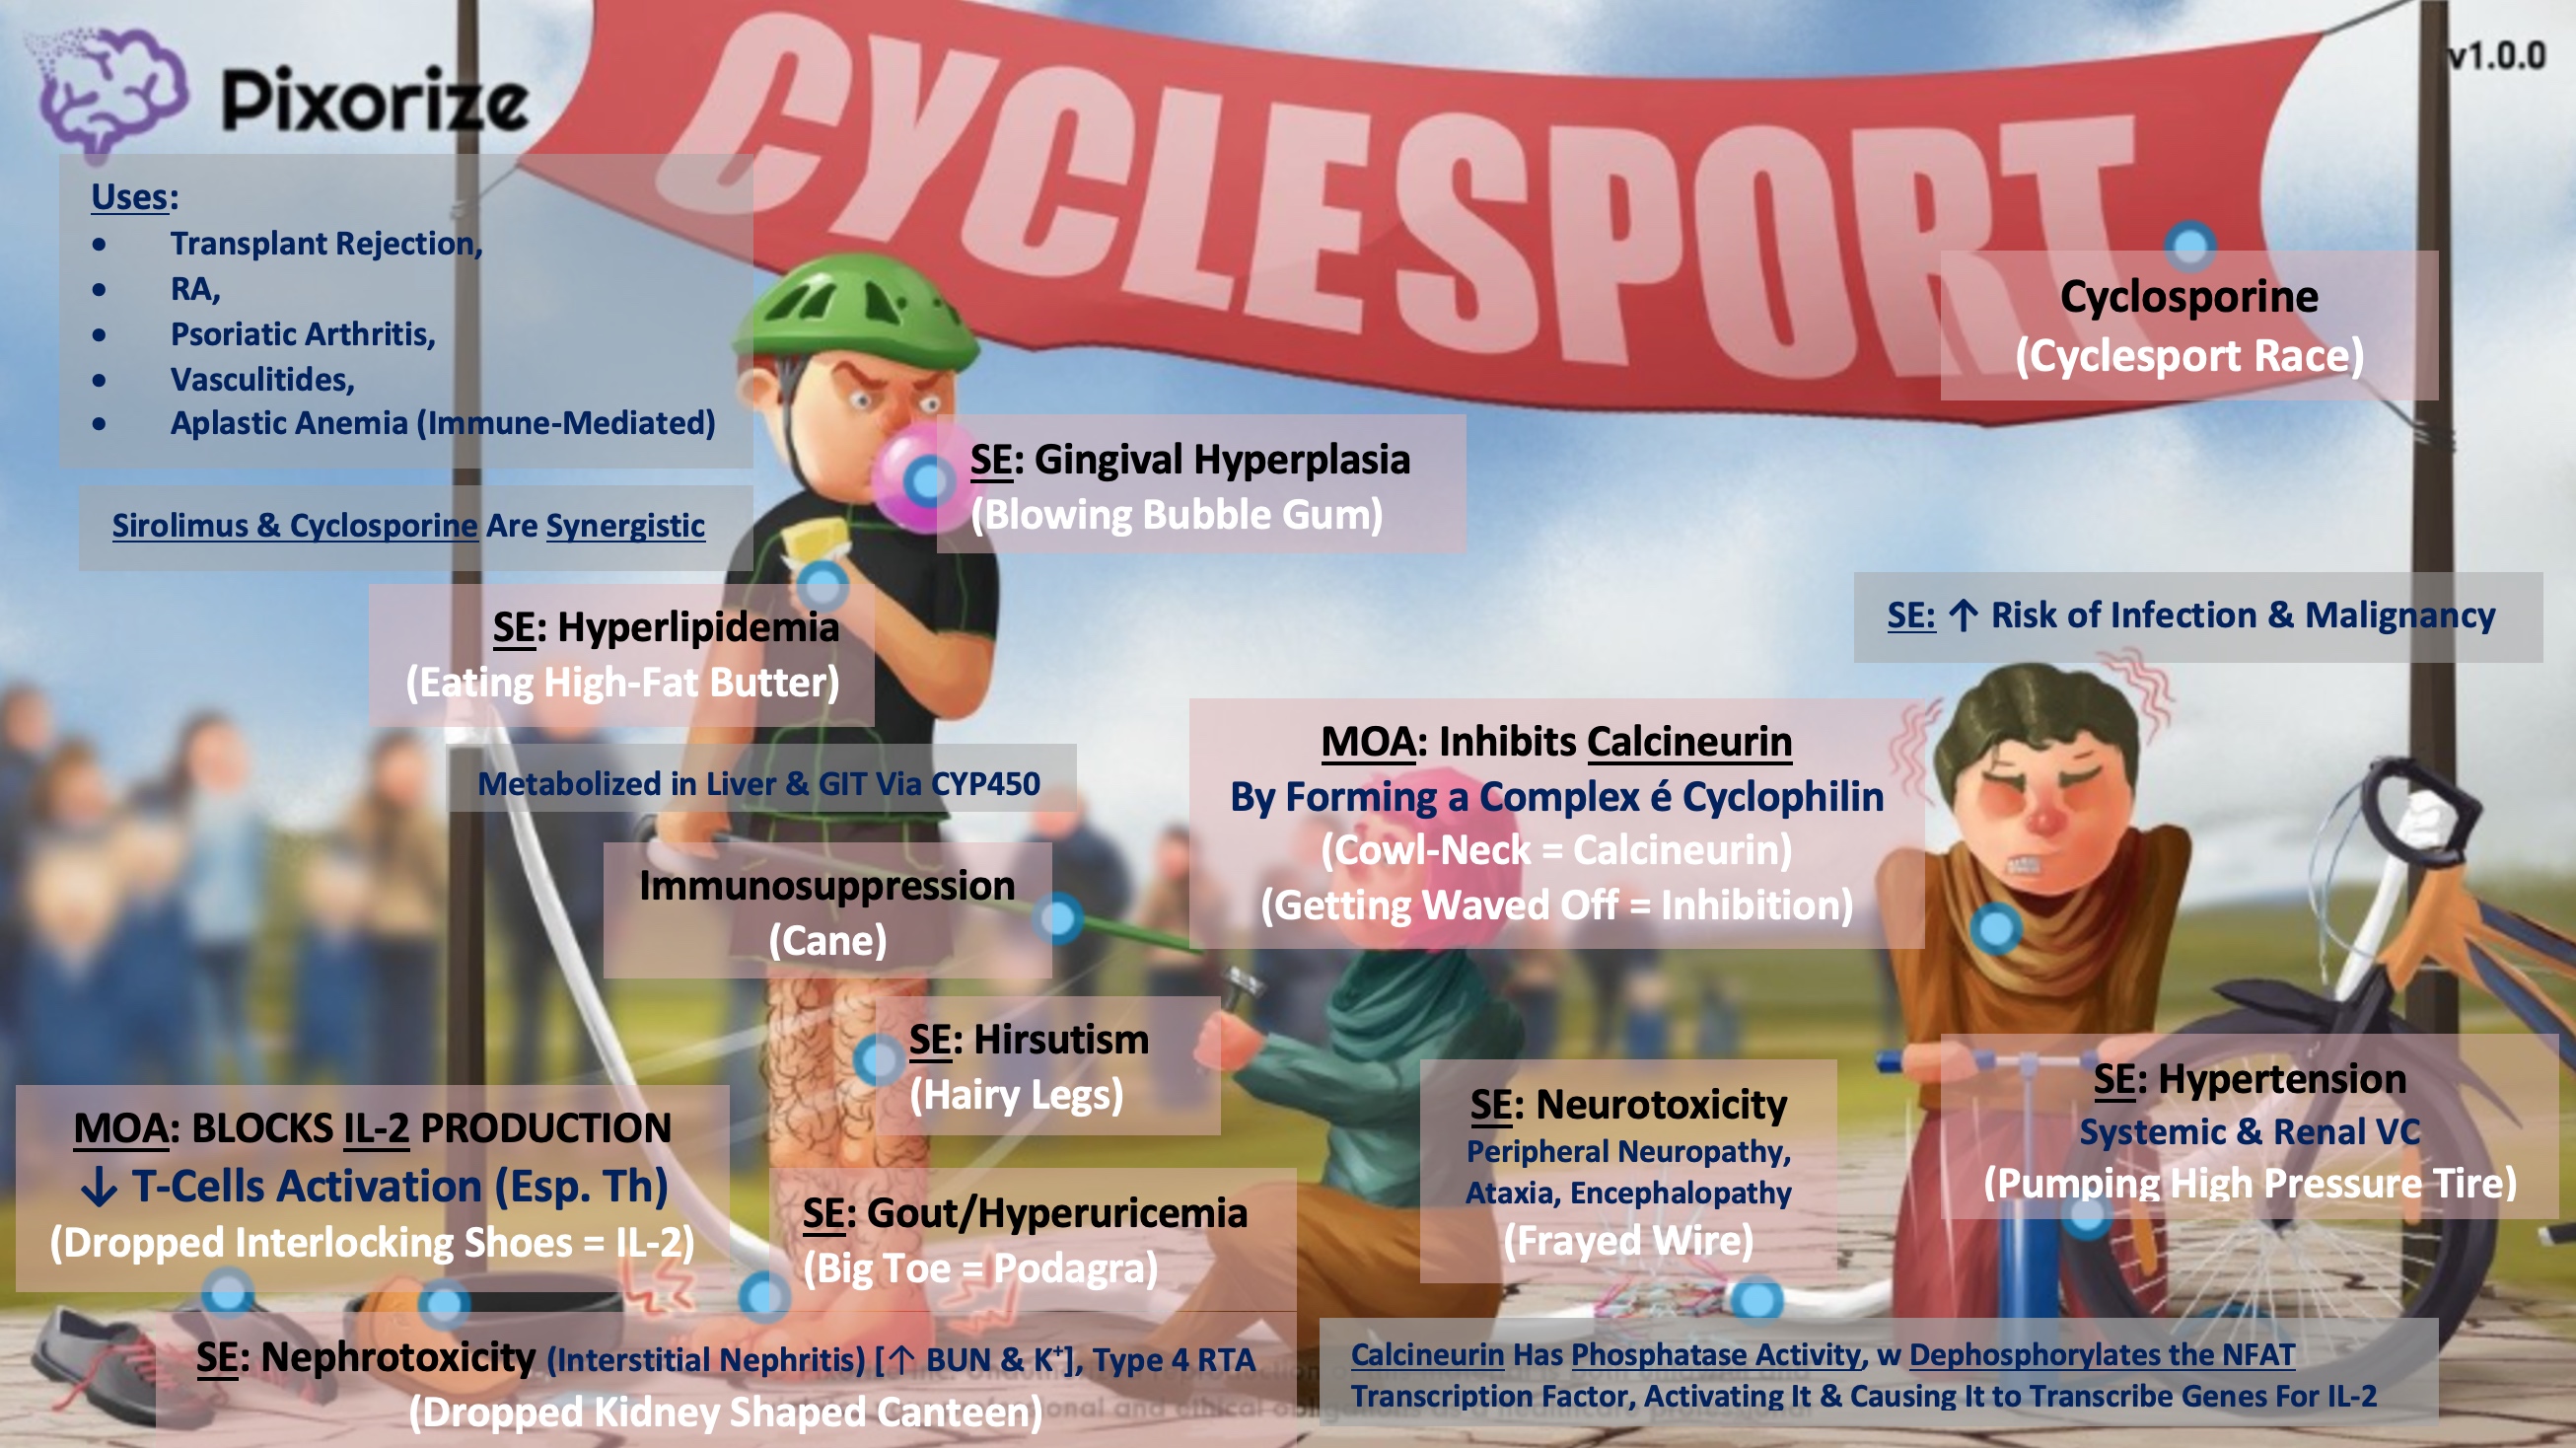 Pixorize
CYCLESPORT
v1.0.0
Uses:
• Transplant Rejection,
• RA,
• Psoriatic Arthritis,
• Vasculitides,
• Aplastic Anemia (Immune-Mediated)
Sirolimus & Cyclosporine Are Synergistic
Cyclosporine
(Cyclesport Race)
SE: Gingival Hyperplasia
(Blowing Bubble Gum)
SE: Hyperlipidemia
(Eating High-Fat Butter)
SE: ↑ Risk of Infection & Malignancy
Metabolized in Liver & GIT Via CYP450
MOA: Inhibits Calcineurin
By Forming a Complex é Cyclophilin
(Cowl-Neck = Calcineurin)
(Getting Waved Off = Inhibition)
Immunosuppression
(Cane)
SE: Hirsutism
(Hairy Legs)
MOA: BLOCKS IL-2 PRODUCTION
↓ T-Cells Activation (Esp. Th)
(Dropped Interlocking Shoes = IL-2)
SE: Gout/Hyperuricemia
(Big Toe = Podagra)
SE: Neurotoxicity
Peripheral Neuropathy,
Ataxia, Encephalopathy
(Frayed Wire)
SE: Hypertension
Systemic & Renal VC
(Pumping High Pressure Tire)
SE: Nephrotoxicity (Interstitial Nephritis) [↑ BUN & K⁺], Type 4 RTA
(Dropped Kidney Shaped Canteen)
Calcineurin Has Phosphatase Activity, w Dephosphorylates the NFAT
Transcription Factor, Activating It & Causing It to Transcribe Genes For IL-2